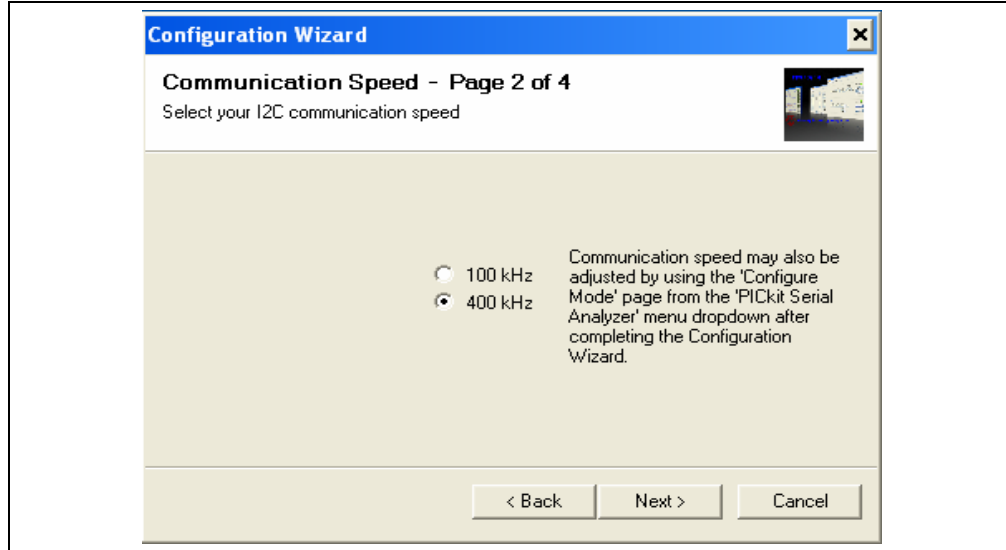 Configuration Wizard
Communication Speed - Page 2 of 4
Select your I2C communication speed
100 kHz
400 kHz
Communication speed may also be
adjusted by using the 'Configure
Mode' page from the 'PICkit Serial
Analyzer' menu dropdown after
completing the Configuration
Wizard.
< Back
Next >
Cancel